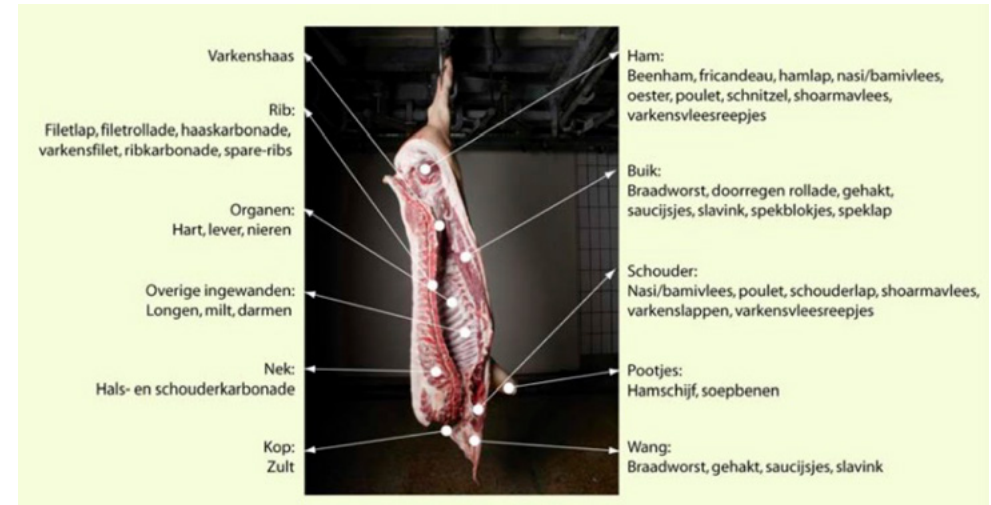 Varkenshaas
Rib:
Filetlap, filetrollade, haaskarbonade,
varkensfilet, ribkarbonade, spare-ribs
Organen:
Hart, lever, nieren
Overige ingewanden:
Longen, milt, darmen
Nek:
Hals- en schouderkarbonade
Kop:
Zult
Ham:
Beenham, fricandeau, hamlap, nasi/bamivlees,
oester, poulet, schnitzel, shoarmavlees,
varkensvleesreepjes
Buik:
Braadworst, doorregen rollade, gehakt,
saucijsjes, slavink, spekblokjes, speklap
Schouder:
Nasi/bamivlees, poulet, schouderlap, shoarmavlees,
varkenslappen, varkensvleesreepjes
Pootjes:
Hamschijf, soepbenen
Wang:
Braadworst, gehakt, saucijsjes, slavink